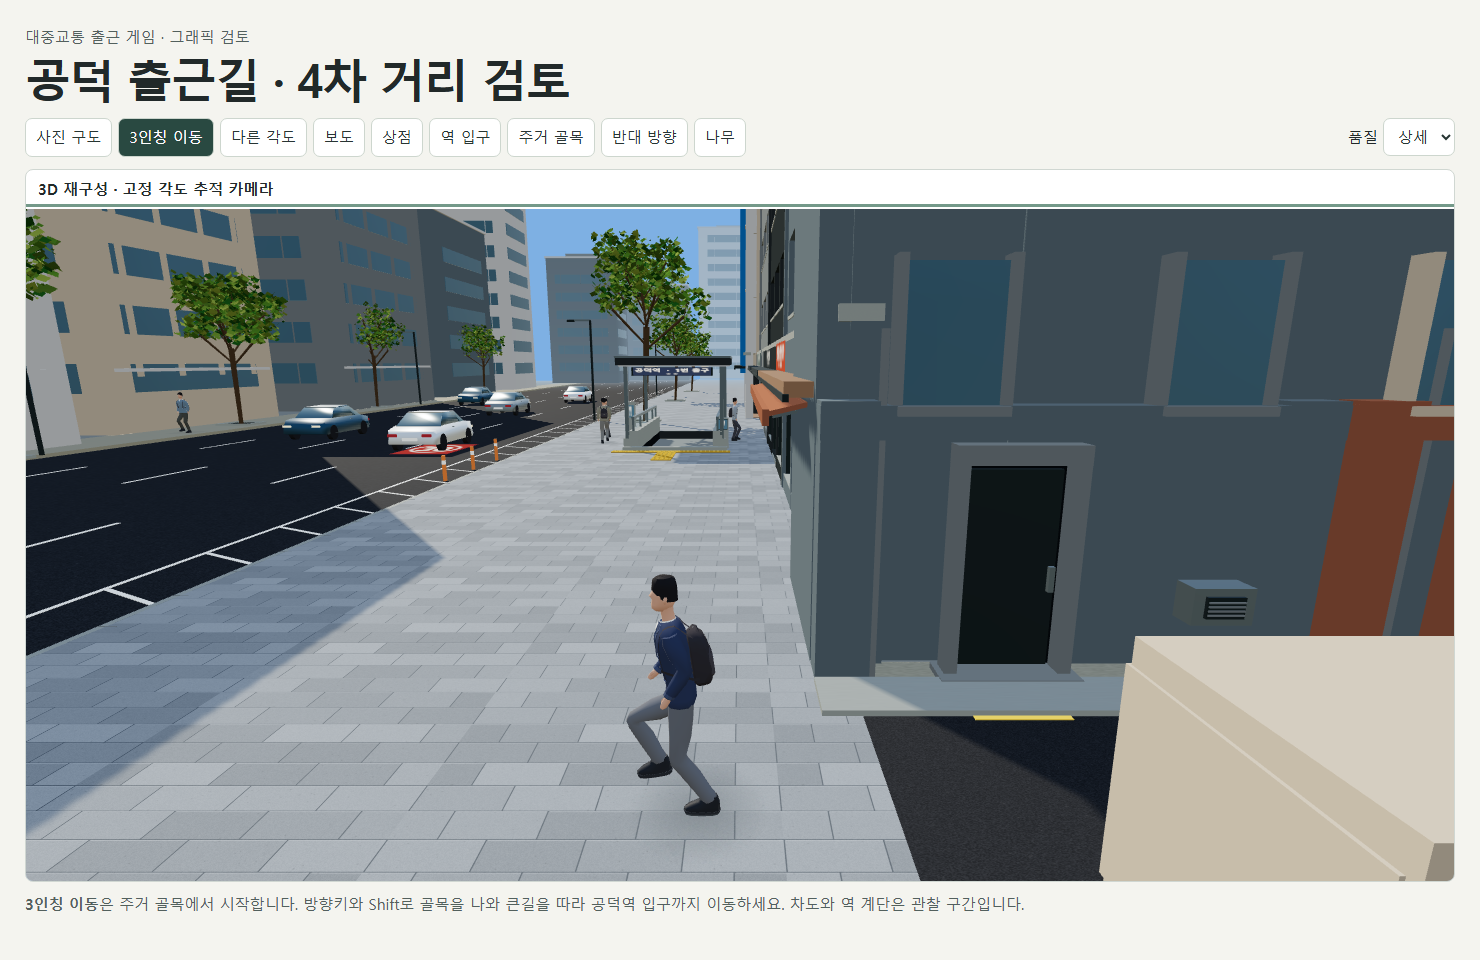 대중교통 출근 게임 · 그래픽 검토
공덕 출근길 · 4차 거리 검토
사진 구도
3인칭 이동
다른 각도
보도
상점
역 입구
주거 골목
반대 방향
나무
품질
상세
3D 재구성 · 고정 각도 추적 카메라
공덕역 · 1번 출구
3인칭 이동은 주거 골목에서 시작합니다. 방향키와 Shift로 골목을 나와 큰길을 따라 공덕역 입구까지 이동하세요. 차도와 역 계단은 관찰 구간입니다.